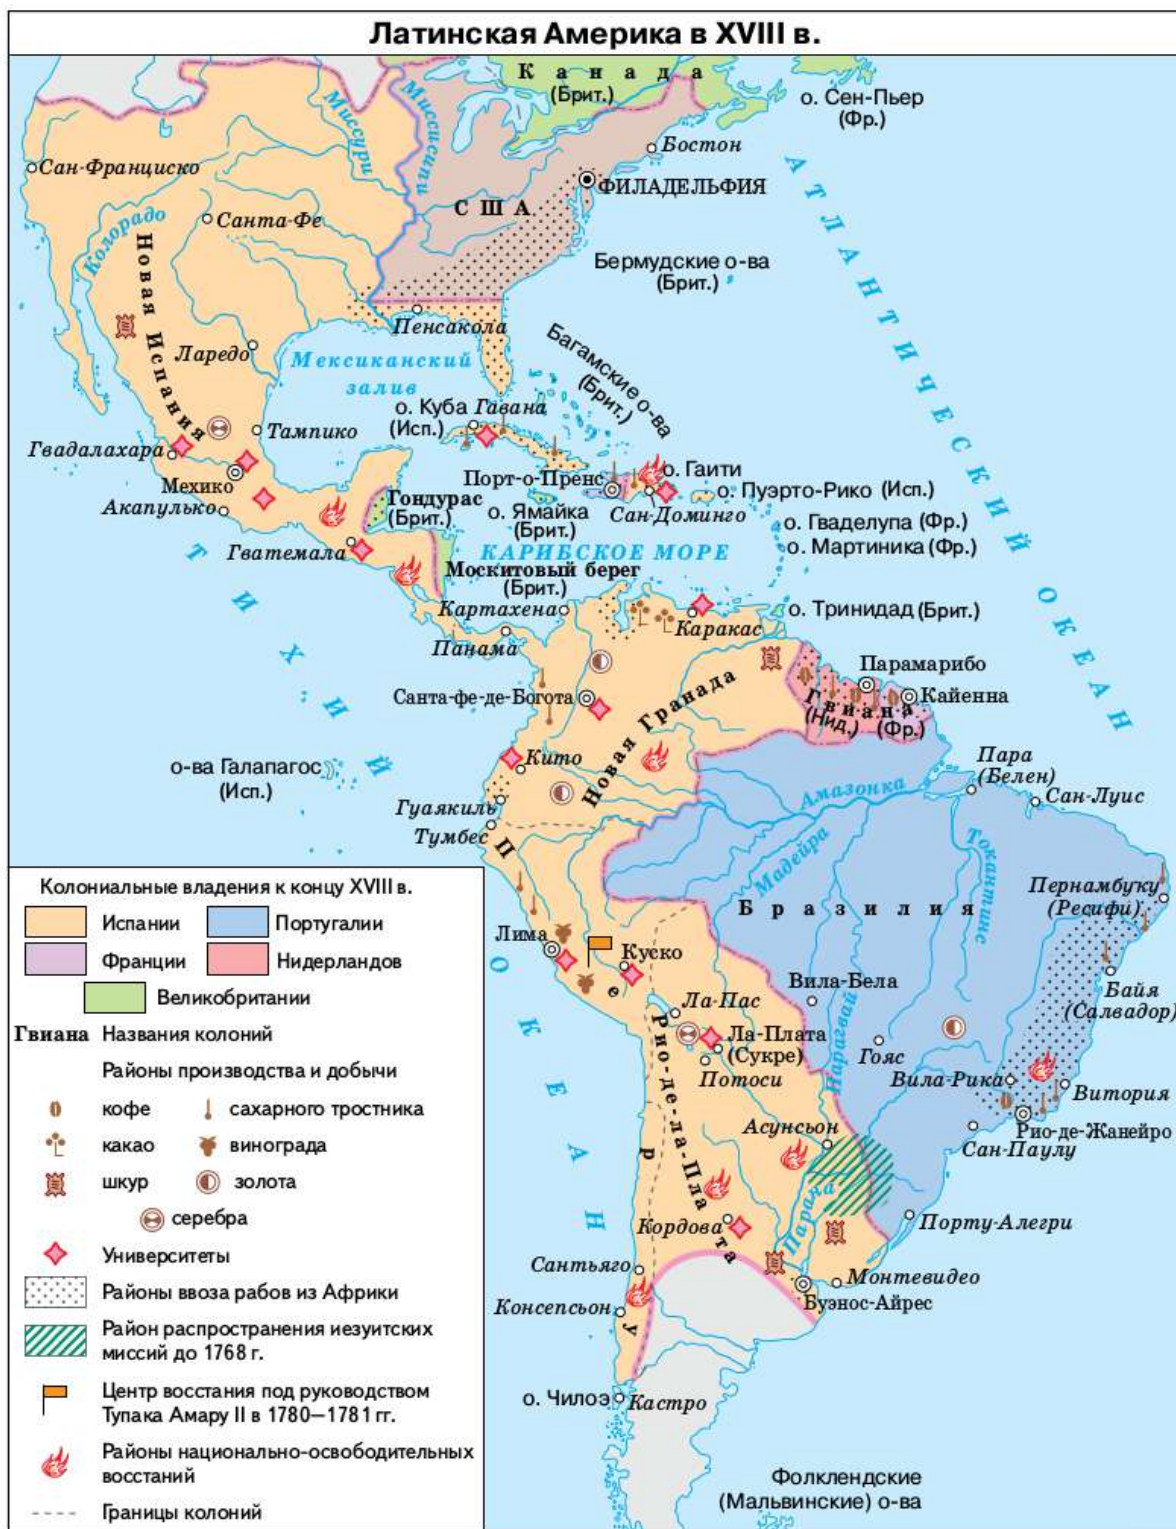 Латинская Америка в XVIII в.
Канада
(Брит.)
о. Сен-Пьер
(Фр.)
Миссури
Миссисипи
Бостон
Сан-Франциско
ФИЛАДЕЛЬФИЯ
США
Санта-Фе
Колорадо
АТЛАНТИЧЕСКИЙ ОКЕАН
Бермудские о-ва
(Брит.)
Новая Испания
Пенсакола
Ларедо
Мексиканский
залив
Багамские о-ва
(Брит.)
о. Куба
(Исп.)
Гавана
Тампико
Гвадалахара
Мехико
Акапулько
Порт-о-Пренс
о. Гаити
о. Пуэрто-Рико (Исп.)
Гондурас
(Брит.)
о. Ямайка
(Брит.)
Сан-Доминго
о. Гваделупа (Фр.)
о. Мартиника (Фр.)
Гватемала
КАРИБСКОЕ МОРЕ
Москитовый берег
(Брит.)
ТИХИЙ ОКЕАН
Картахена
о. Тринидад (Брит.)
Каракас
Панама
Парамарибо
Санта-фе-де-Богота
Кайенна
Гвиана
(Нид.)
(Фр.)
Новая Гранада
Кито
о-ва Галапагос
(Исп.)
Пара
(Белен)
Амазонка
Сан-Луис
Гуаякиль
Тумбес
Перу
Мадейра
Токантинс
Пернамбуку
(Ресифи)
Бразилия
Лима
Куско
Вила-Бела
Байя
(Салвадор)
Ла-Пас
Рио-де-ла-Плата
Ла-Плата
(Сукре)
Парагвай
Гояс
Потоси
Вила-Рика
Витория
Асунсьон
Рио-де-Жанейро
Сан-Паулу
Парана
Кордова
Порту-Алегри
Сантьяго
Монтевидео
Консепсьон
Буэнос-Айрес
о. Чилоэ
Кастро
Фолклендские
(Мальвинские) о-ва
Колониальные владения к концу XVIII в.
Испании
Португалии
Франции
Нидерландов
Великобритании
Гвиана Названия колоний
Районы производства и добычи
кофе
сахарного тростника
какао
винограда
шкур
золота
серебра
Университеты
Районы ввоза рабов из Африки
Район распространения иезуитских
миссий до 1768 г.
Центр восстания под руководством
Тупака Амару II в 1780—1781 гг.
Районы национально-освободительных
восстаний
Границы колоний